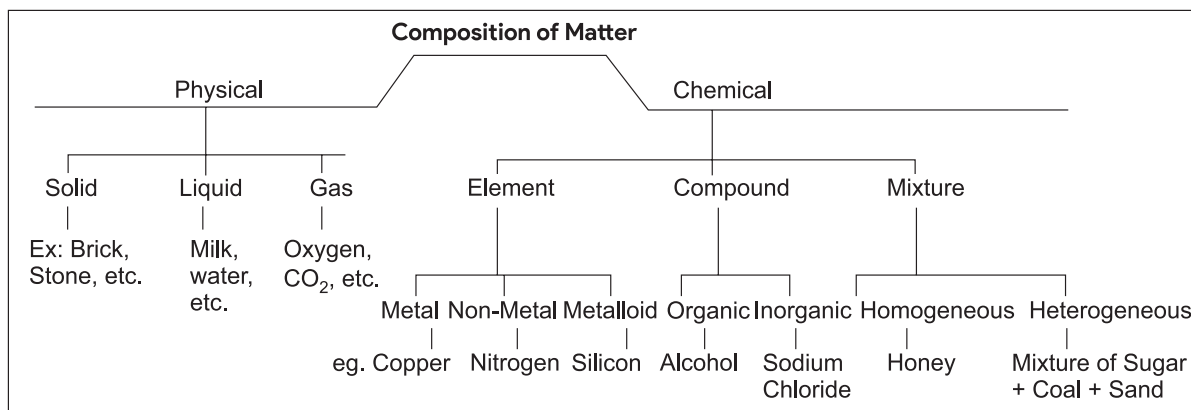 Composition of Matter
Physical
Chemical
Solid
Liquid
Gas
Element
Compound
Mixture
Ex: Brick,
Stone, etc.
Milk,
water,
etc.
Oxygen,
CO₂, etc.
Metal
Non-Metal
Metalloid
Organic
Inorganic
Homogeneous
Heterogeneous
eg. Copper
Nitrogen
Silicon
Alcohol
Sodium
Chloride
Honey
Mixture of Sugar
+ Coal + Sand